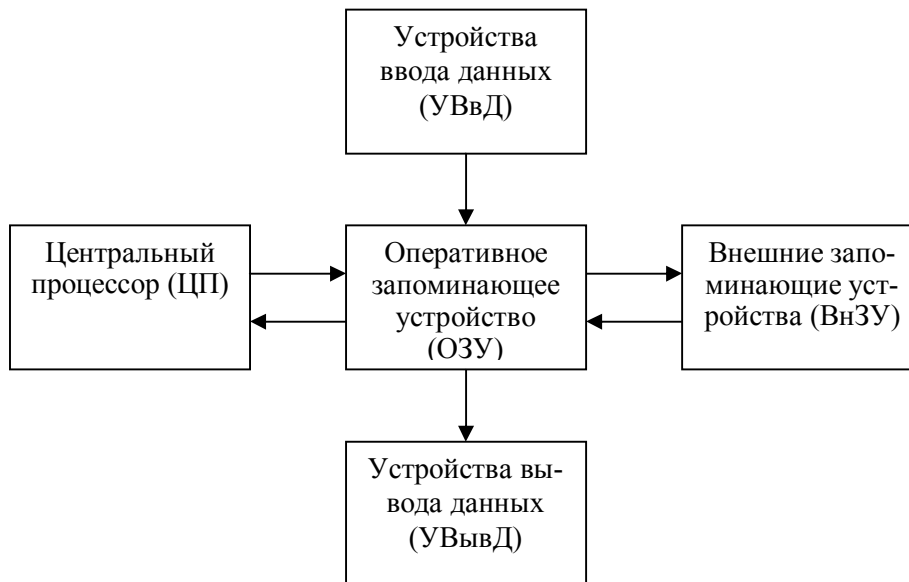 Устройства
ввода данных
(УВвД)
Центральный
процессор (ЦП)
Оперативное
запоминающее
устройство
(ОЗУ)
Внешние запо-
минающие уст-
ройства (ВнЗУ)
Устройства вы-
вода данных
(УВывД)